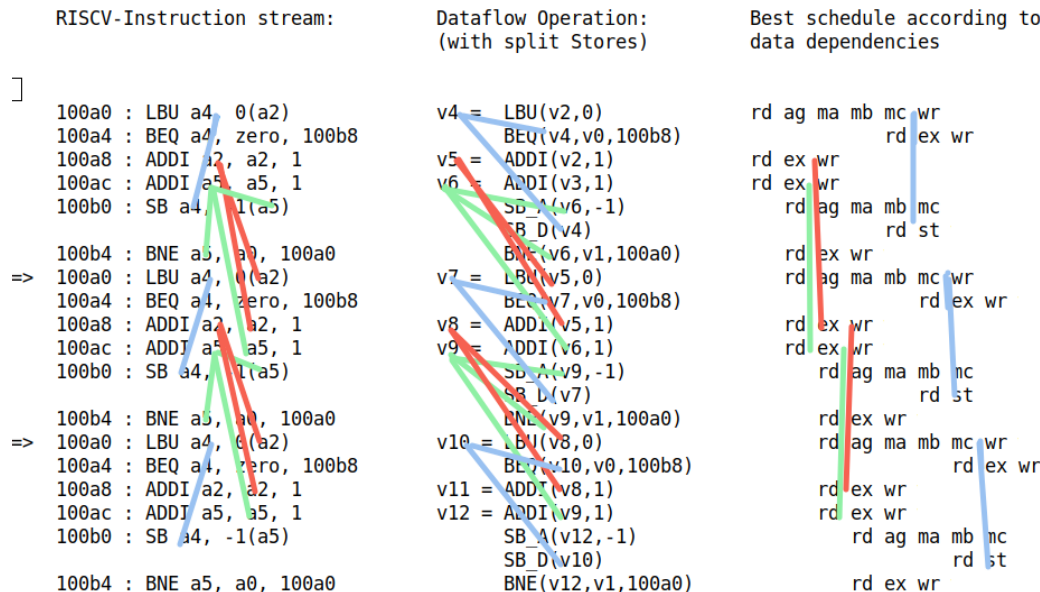 RISCV-Instruction stream: Dataflow Operation: Best schedule according to
(with split Stores) data dependencies
100a0 : LBU a4, 0(a2) v4 = LBU(v2,0) rd ag ma mb mc wr
100a4 : BEQ a4, zero, 100b8 BEQ(v4,v0,100b8) rd ex wr
100a8 : ADDI a2, a2, 1 v5 = ADDI(v2,1) rd ex wr
100ac : ADDI a5, a5, 1 v6 = ADDI(v3,1) rd ex wr
100b0 : SB a4, -1(a5) SB_A(v6,-1) rd ag ma mb mc
SB_D(v4) rd st
100b4 : BNE a5, a0, 100a0 BNE(v6,v1,100a0) rd ex wr
=> 100a0 : LBU a4, 0(a2) v7 = LBU(v5,0) rd ag ma mb mc wr
100a4 : BEQ a4, zero, 100b8 BEQ(v7,v0,100b8) rd ex wr
100a8 : ADDI a2, a2, 1 v8 = ADDI(v5,1) rd ex wr
100ac : ADDI a5, a5, 1 v9 = ADDI(v6,1) rd ex wr
100b0 : SB a4, -1(a5) SB_A(v9,-1) rd ag ma mb mc
SB_D(v7) rd st
100b4 : BNE a5, a0, 100a0 BNE(v9,v1,100a0) rd ex wr
=> 100a0 : LBU a4, 0(a2) v10 = LBU(v8,0) rd ag ma mb mc wr
100a4 : BEQ a4, zero, 100b8 BEQ(v10,v0,100b8) rd ex wr
100a8 : ADDI a2, a2, 1 v11 = ADDI(v8,1) rd ex wr
100ac : ADDI a5, a5, 1 v12 = ADDI(v9,1) rd ex wr
100b0 : SB a4, -1(a5) SB_A(v12,-1) rd ag ma mb mc
SB_D(v10) rd st
100b4 : BNE a5, a0, 100a0 BNE(v12,v1,100a0) rd ex wr